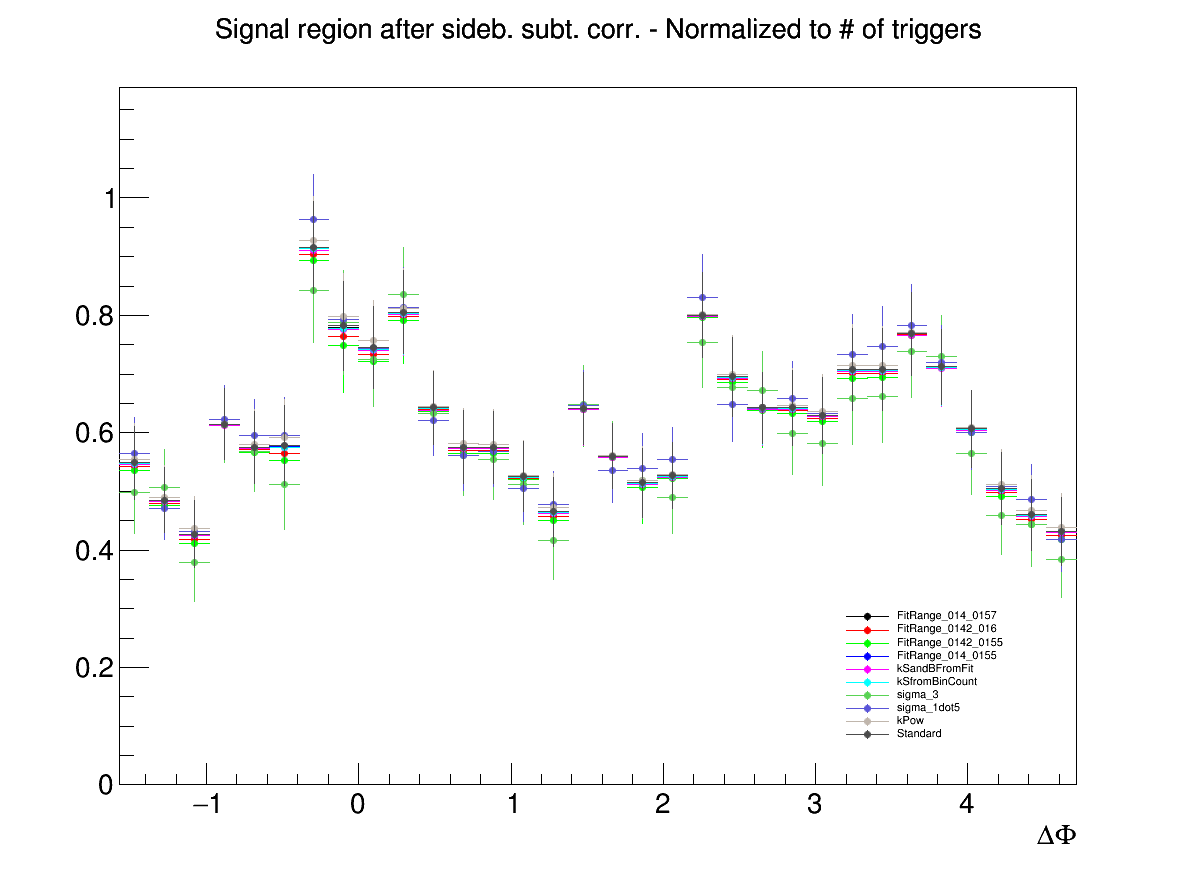 Signal region after sideb. subt. corr. - Normalized to # of triggers
1
0.8
0.6
0.4
0.2
0
−1 0 1 2 3 4
ΔΦ
FitRange_014_0157
FitRange_0142_016
FitRange_0142_0155
FitRange_014_0155
kSandBFromFit
kSfromBinCount
sigma_3
sigma_1dot5
kPow
Standard